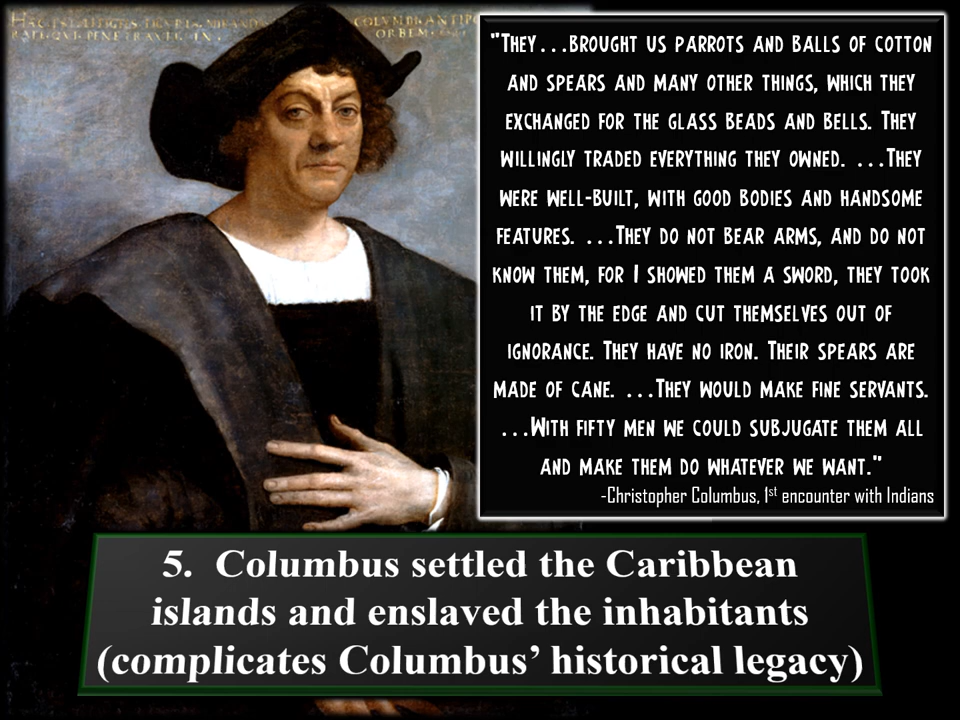 "They...brought us parrots and balls of cotton
and spears and many other things, which they
exchanged for the glass beads and bells. They
willingly traded everything they owned. ...They
were well-built, with good bodies and handsome
features. ...They do not bear arms, and do not
know them, for I showed them a sword, they took
it by the edge and cut themselves out of
ignorance. They have no iron. Their spears are
made of cane. ...They would make fine servants.
...With fifty men we could subjugate them all
and make them do whatever we want."
-Christopher Columbus, 1st encounter with Indians
5. Columbus settled the Caribbean
islands and enslaved the inhabitants
(complicates Columbus’ historical legacy)